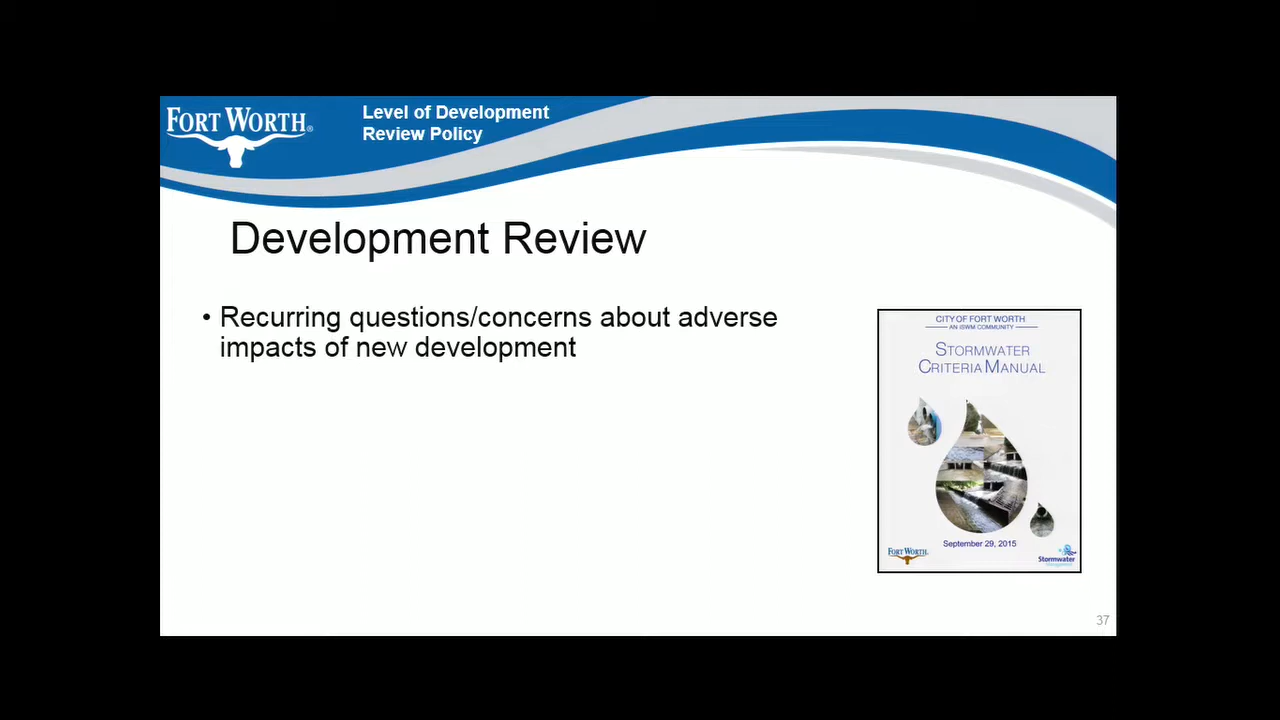 FORT WORTH®
Level of Development
Review Policy
Development Review
• Recurring questions/concerns about adverse
impacts of new development
CITY OF FORT WORTH
AN iSWM COMMUNITY
STORMWATER
CRITERIA MANUAL
September 29, 2015
FORT WORTH
Stormwater
37